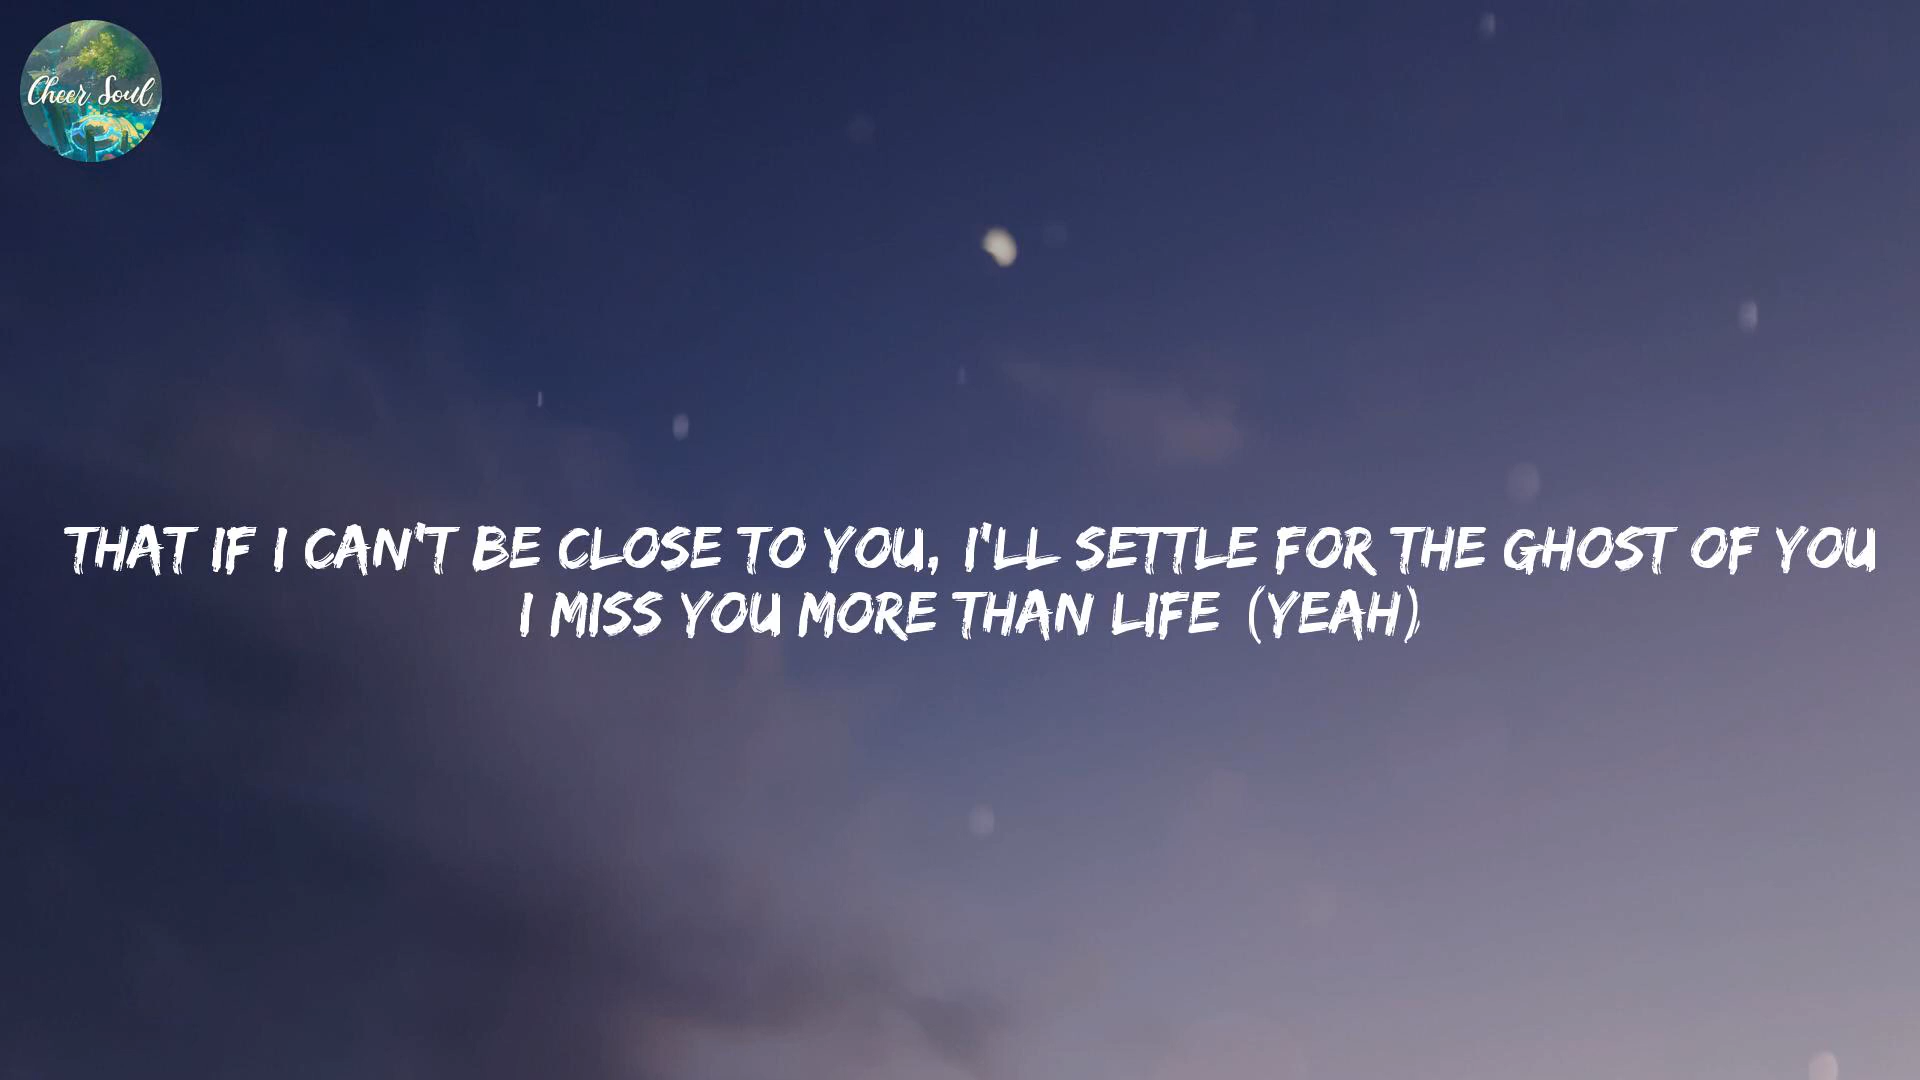 Cheer Soul
THAT IF I CAN'T BE CLOSE TO YOU, I'LL SETTLE FOR THE GHOST OF YOU
I MISS YOU MORE THAN LIFE (YEAH)